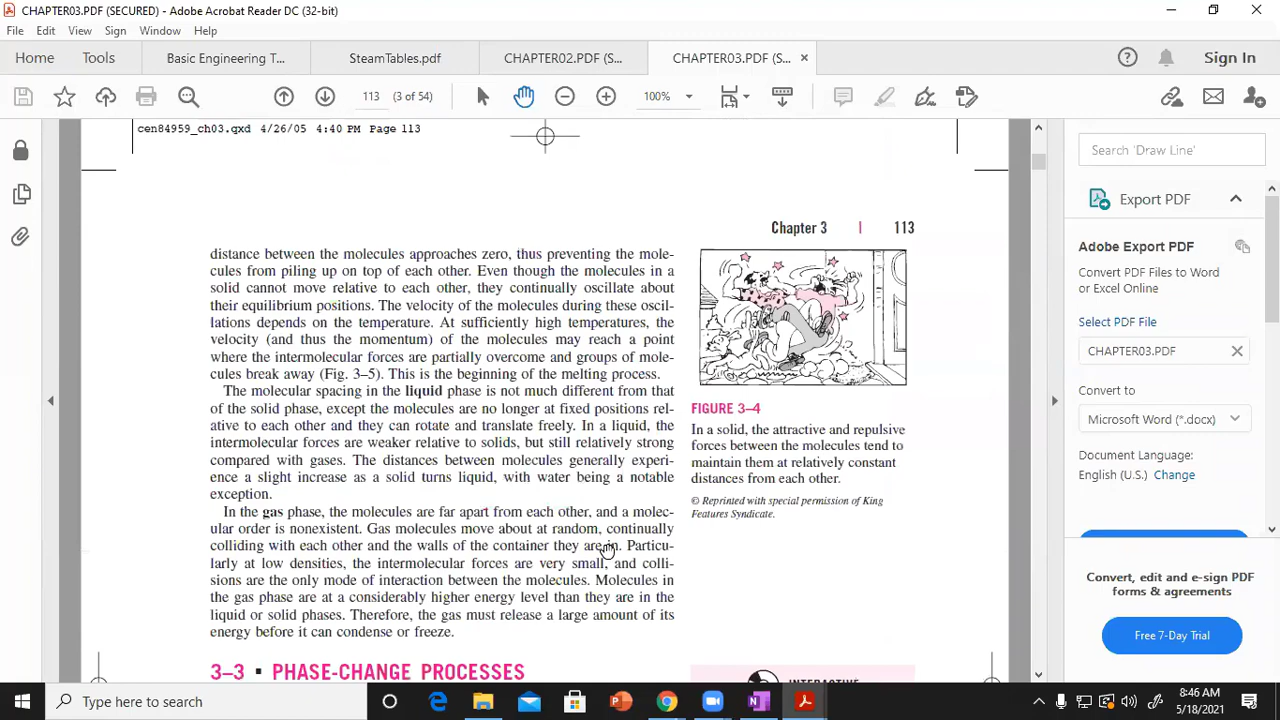 CHAPTER03.PDF (SECURED) - Adobe Acrobat Reader DC (32-bit)
File Edit View Sign Window Help
Home Tools Basic Engineering T... SteamTables.pdf CHAPTER02.PDF (S... CHAPTER03.PDF (S... × Sign In
113 (3 of 54) 100%
cen84959_ch03.qxd 4/26/05 4:40 PM Page 113
Chapter 3 | 113
distance between the molecules approaches zero, thus preventing the mole-
cules from piling up on top of each other. Even though the molecules in a
solid cannot move relative to each other, they continually oscillate about
their equilibrium positions. The velocity of the molecules during these oscil-
lations depends on the temperature. At sufficiently high temperatures, the
velocity (and thus the momentum) of the molecules may reach a point
where the intermolecular forces are partially overcome and groups of mole-
cules break away (Fig. 3–5). This is the beginning of the melting process.
The molecular spacing in the liquid phase is not much different from that
of the solid phase, except the molecules are no longer at fixed positions rel-
ative to each other and they can rotate and translate freely. In a liquid, the
intermolecular forces are weaker relative to solids, but still relatively strong
compared with gases. The distances between molecules generally experi-
ence a slight increase as a solid turns liquid, with water being a notable
exception.
In the gas phase, the molecules are far apart from each other, and a molec-
ular order is nonexistent. Gas molecules move about at random, continually
colliding with each other and the walls of the container they are in. Particu-
larly at low densities, the intermolecular forces are very small, and colli-
sions are the only mode of interaction between the molecules. Molecules in
the gas phase are at a considerably higher energy level than they are in the
liquid or solid phases. Therefore, the gas must release a large amount of its
energy before it can condense or freeze.
3–3 ▪ PHASE-CHANGE PROCESSES
FIGURE 3–4
In a solid, the attractive and repulsive
forces between the molecules tend to
maintain them at relatively constant
distances from each other.
© Reprinted with special permission of King
Features Syndicate.
INTERACTIVE
Search 'Draw Line'
Export PDF
Adobe Export PDF
Convert PDF Files to Word
or Excel Online
Select PDF File
CHAPTER03.PDF
Convert to
Microsoft Word (*.docx)
Document Language:
English (U.S.) Change
Convert, edit and e-sign PDF
forms & agreements
Free 7-Day Trial
Type here to search
8:46 AM
5/18/2021